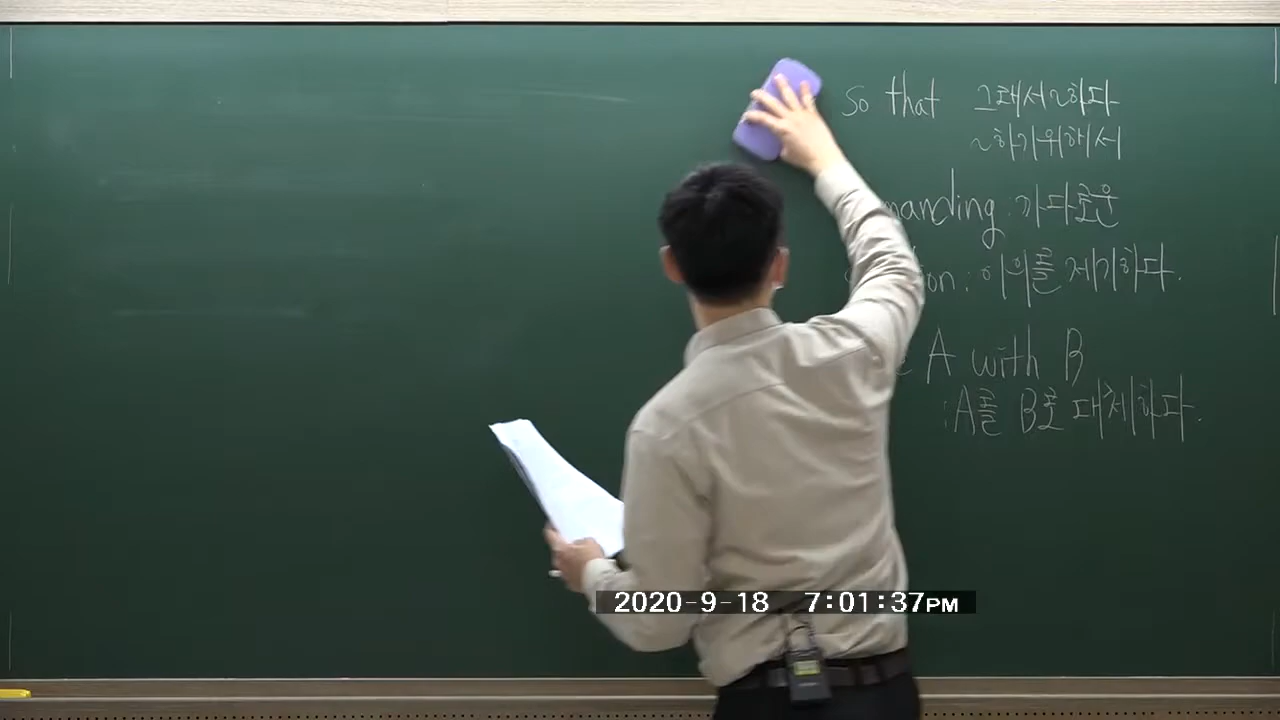 so that 그래서~하다
~하기위해서
manding: 까다로운
on: 이의를 제기하다.
A with B
: A를 B로 대체하다.
2020-9-18 7:01:37PM